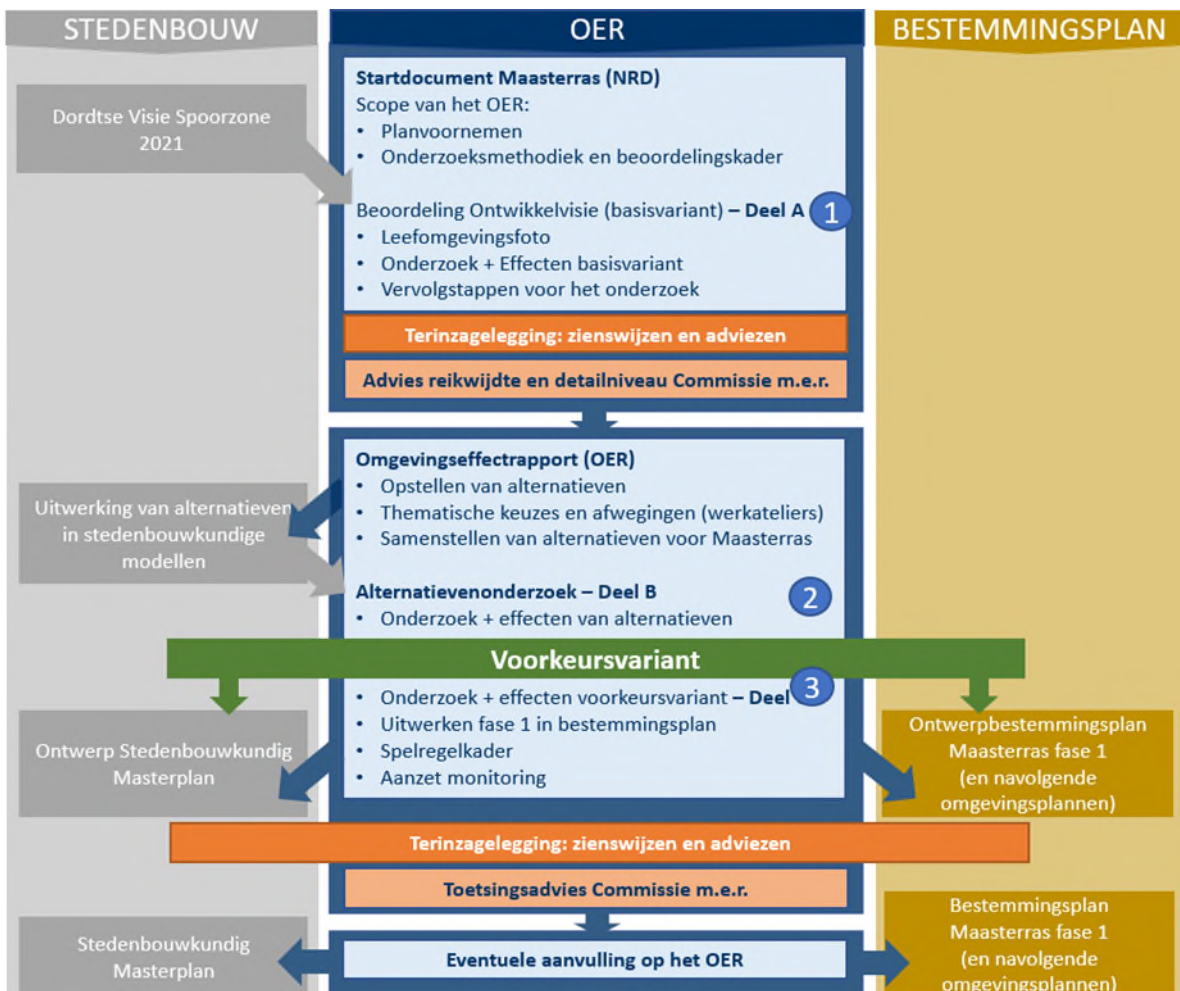 STEDENBOUW
OER
BESTEMMINGSPLAN
Dordtse Visie Spoorzone
2021
Startdocument Maasterras (NRD)
Scope van het OER:
• Planvoornemen
• Onderzoeksmethodiek en beoordelingskader
Beoordeling Ontwikkelvisie (basisvariant) – Deel A
1
• Leefomgevingsfoto
• Onderzoek + Effecten basisvariant
• Vervolgstappen voor het onderzoek
Terinzagelegging: zienswijzen en adviezen
Advies reikwijdte en detailniveau Commissie m.e.r.
Uitwerking van alternatieven
in stedenbouwkundige
modellen
Omgevingseffectrapport (OER)
• Opstellen van alternatieven
• Thematische keuzes en afwegingen (werkateliers)
• Samenstellen van alternatieven voor Maasterras
Alternatievenonderzoek – Deel B
2
• Onderzoek + effecten van alternatieven
Voorkeursvariant
3
• Onderzoek + effecten voorkeursvariant – Deel
• Uitwerken fase 1 in bestemmingsplan
• Spelregelkader
• Aanzet monitoring
Ontwerp Stedenbouwkundig
Masterplan
Ontwerpbestemmingsplan
Maasterras fase 1
(en navolgende
omgevingsplannen)
Terinzagelegging: zienswijzen en adviezen
Toetsingsadvies Commissie m.e.r.
Stedenbouwkundig
Masterplan
Eventuele aanvulling op het OER
Bestemmingsplan
Maasterras fase 1
(en navolgende
omgevingsplannen)